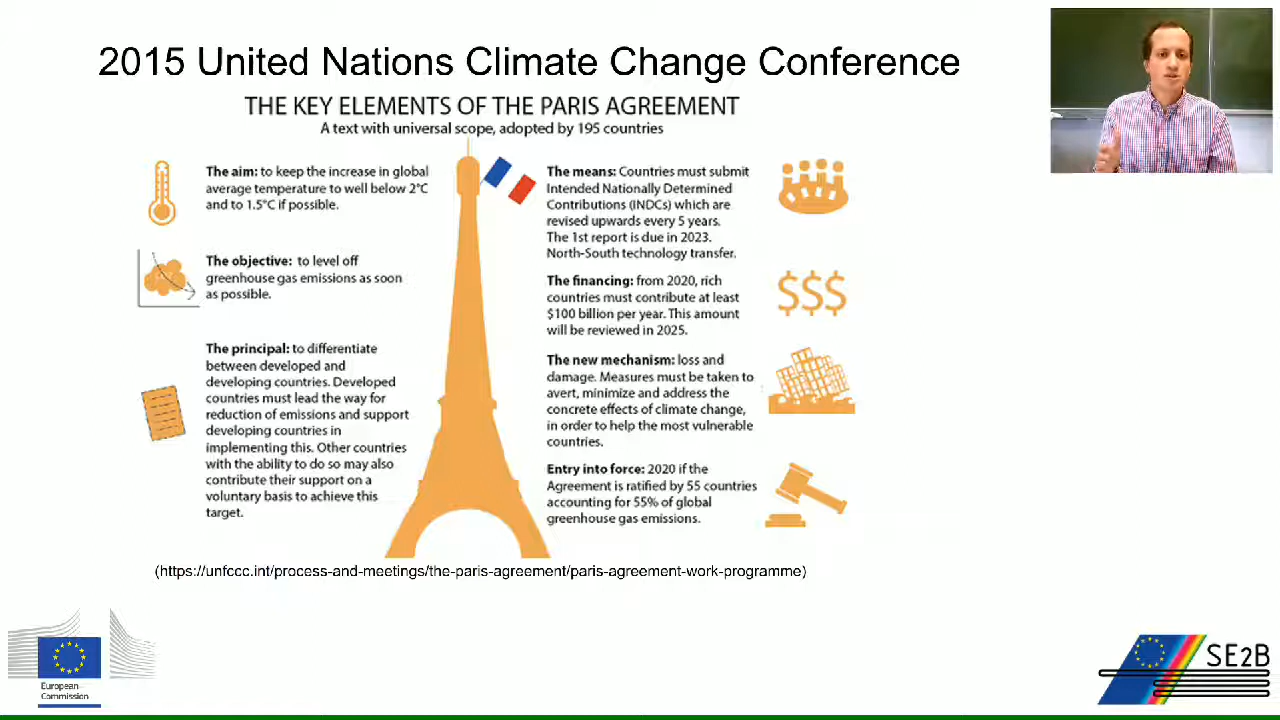 2015 United Nations Climate Change Conference
THE KEY ELEMENTS OF THE PARIS AGREEMENT
A text with universal scope, adopted by 195 countries
The aim: to keep the increase in global
average temperature to well below 2°C
and to 1.5°C if possible.
The objective: to level off
greenhouse gas emissions as soon
as possible.
The principal: to differentiate
between developed and
developing countries. Developed
countries must lead the way for
reduction of emissions and support
developing countries in
implementing this. Other countries
with the ability to do so may also
contribute their support on a
voluntary basis to achieve this
target.
The means: Countries must submit
Intended Nationally Determined
Contributions (INDCs) which are
revised upwards every 5 years.
The 1st report is due in 2023.
North-South technology transfer.
The financing: from 2020, rich
countries must contribute at least
$100 billion per year. This amount
will be reviewed in 2025.
The new mechanism: loss and
damage. Measures must be taken to
avert, minimize and address the
concrete effects of climate change,
in order to help the most vulnerable
countries.
Entry into force: 2020 if the
Agreement is ratified by 55 countries
accounting for 55% of global
greenhouse gas emissions.
$$$
(https://unfccc.int/process-and-meetings/the-paris-agreement/paris-agreement-work-programme)
European
Commission
SE2B